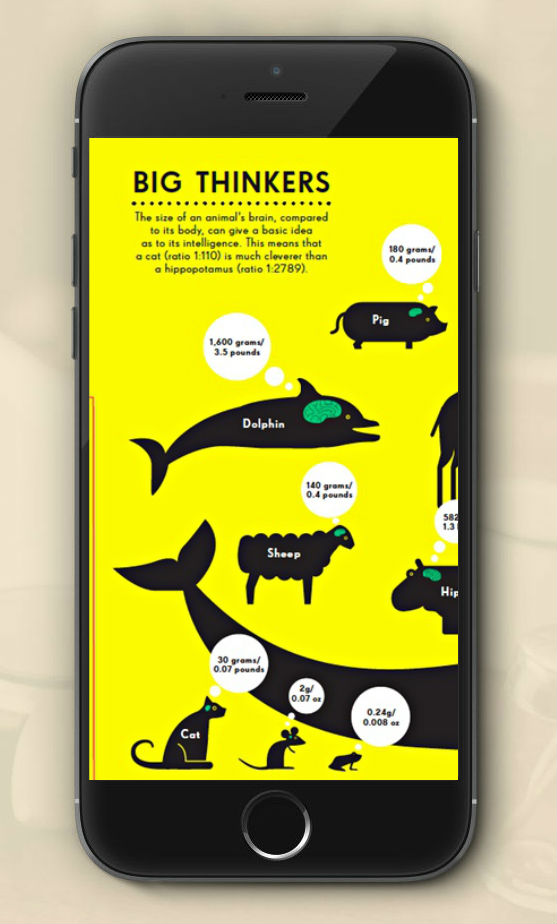 BIG THINKERS
The size of an animal's brain, compared
to its body, can give a basic idea
as to its intelligence. This means that
a cat (ratio 1:110) is much cleverer than
a hippopotamus (ratio 1:2789).
180 grams/
0.4 pounds
Pig
1,600 grams/
3.5 pounds
Dolphin
140 grams/
0.4 pounds
582
1.3
Sheep
Hip
30 grams/
0.07 pounds
2g/
0.07 oz
0.24g/
0.008 oz
Cat